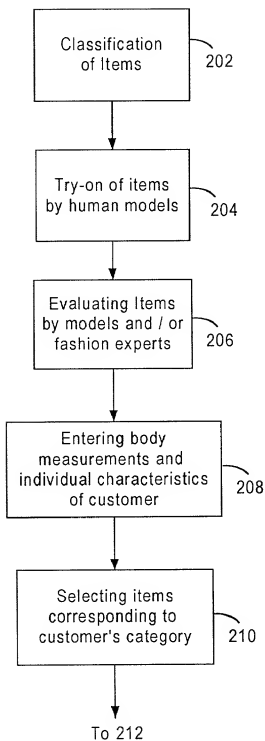 Classification
of Items
202
Try-on of items
by human models
204
Evaluating Items
by models and / or
fashion experts
206
Entering body
measurements and
individual characteristics
of customer
208
Selecting items
corresponding to
customer's category
210
To 212